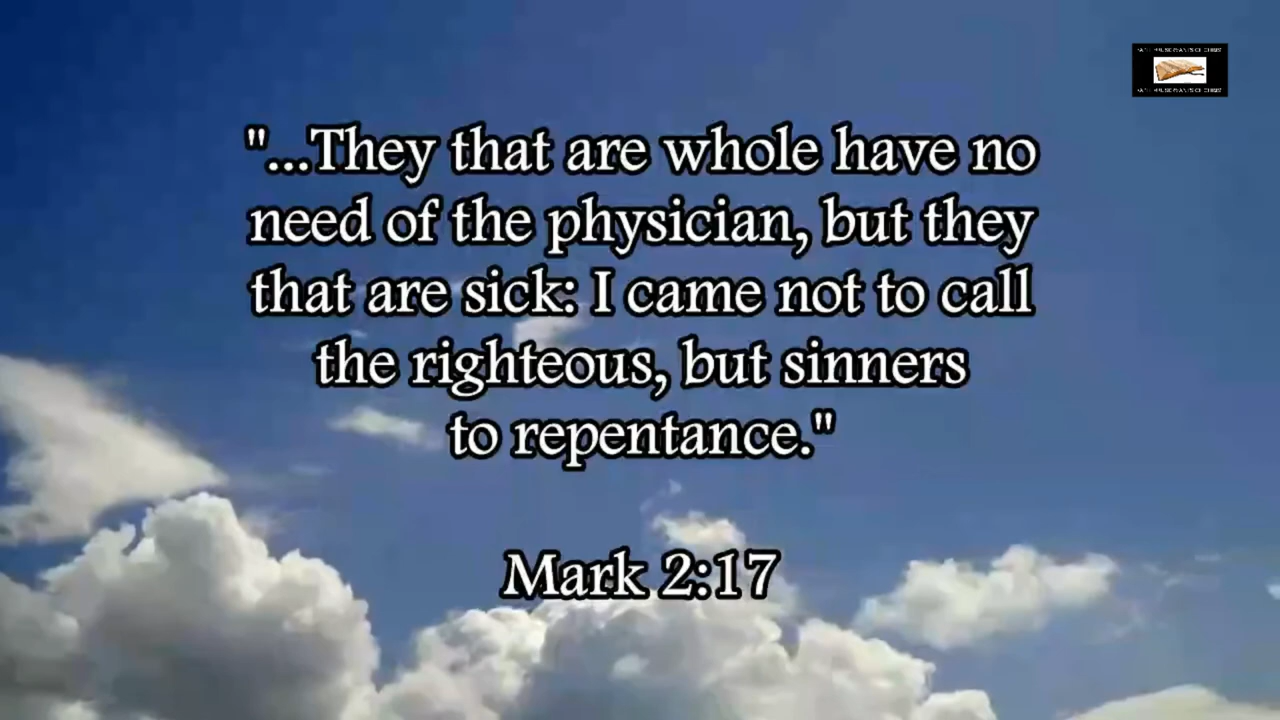 "...They that are whole have no
need of the physician, but they
that are sick: I came not to call
the righteous, but sinners
to repentance."
Mark 2:17